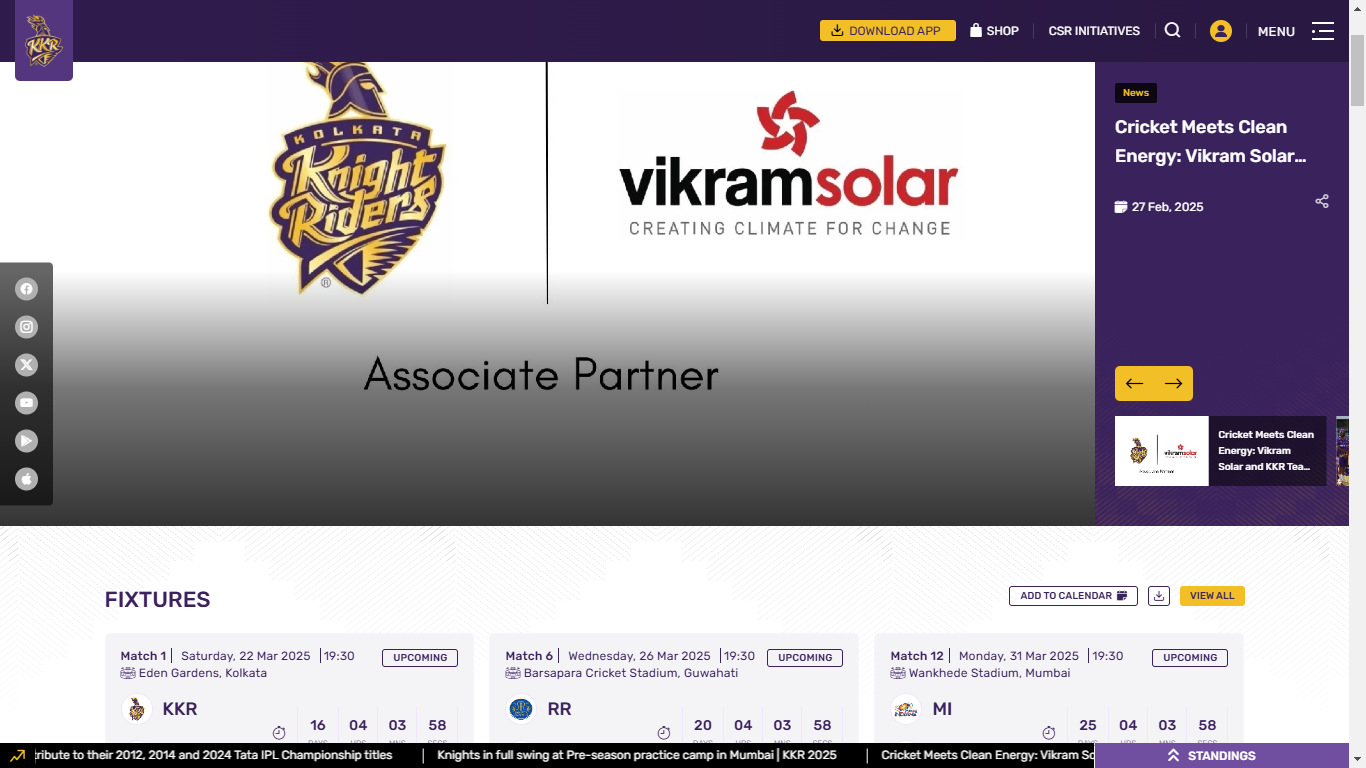 KKR
DOWNLOAD APP
SHOP
CSR INITIATIVES
MENU
KOLKATA
Knight
Riders
®
vikramsolar
CREATING CLIMATE FOR CHANGE
Associate Partner
News
Cricket Meets Clean
Energy: Vikram Solar...
27 Feb, 2025
vikramsolar
Associate Partner
Cricket Meets Clean
Energy: Vikram
Solar and KKR Tea...
FIXTURES
ADD TO CALENDAR
VIEW ALL
Match 1 Saturday, 22 Mar 2025 19:30
UPCOMING
Eden Gardens, Kolkata
KKR
16 04 03 58
DAYS HRS MNS SECS
Match 6 Wednesday, 26 Mar 2025 19:30
UPCOMING
Barsapara Cricket Stadium, Guwahati
RR
20 04 03 58
DAYS HRS MNS SECS
Match 12 Monday, 31 Mar 2025 19:30
UPCOMING
Wankhede Stadium, Mumbai
MI
25 04 03 58
DAYS HRS MNS SECS
tribute to their 2012, 2014 and 2024 Tata IPL Championship titles
Knights in full swing at Pre-season practice camp in Mumbai | KKR 2025
Cricket Meets Clean Energy: Vikram So
STANDINGS